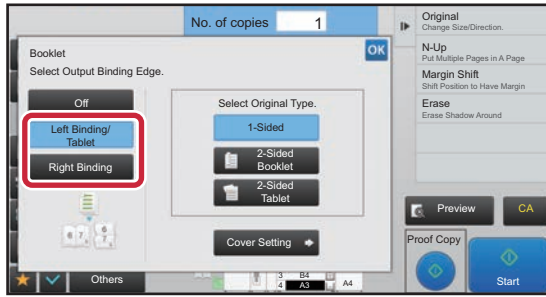 No. of copies 1
Original
Change Size/Direction.
N-Up
Put Multiple Pages in A Page
Margin Shift
Shift Position to Have Margin
Erase
Erase Shadow Around
Booklet
OK
Select Output Binding Edge.
Off
Left Binding/
Tablet
Right Binding
Select Original Type.
1-Sided
2-Sided
Booklet
2-Sided
Tablet
Cover Setting
Preview
CA
Proof Copy
Start
Others
3 B4
4 A3 A4